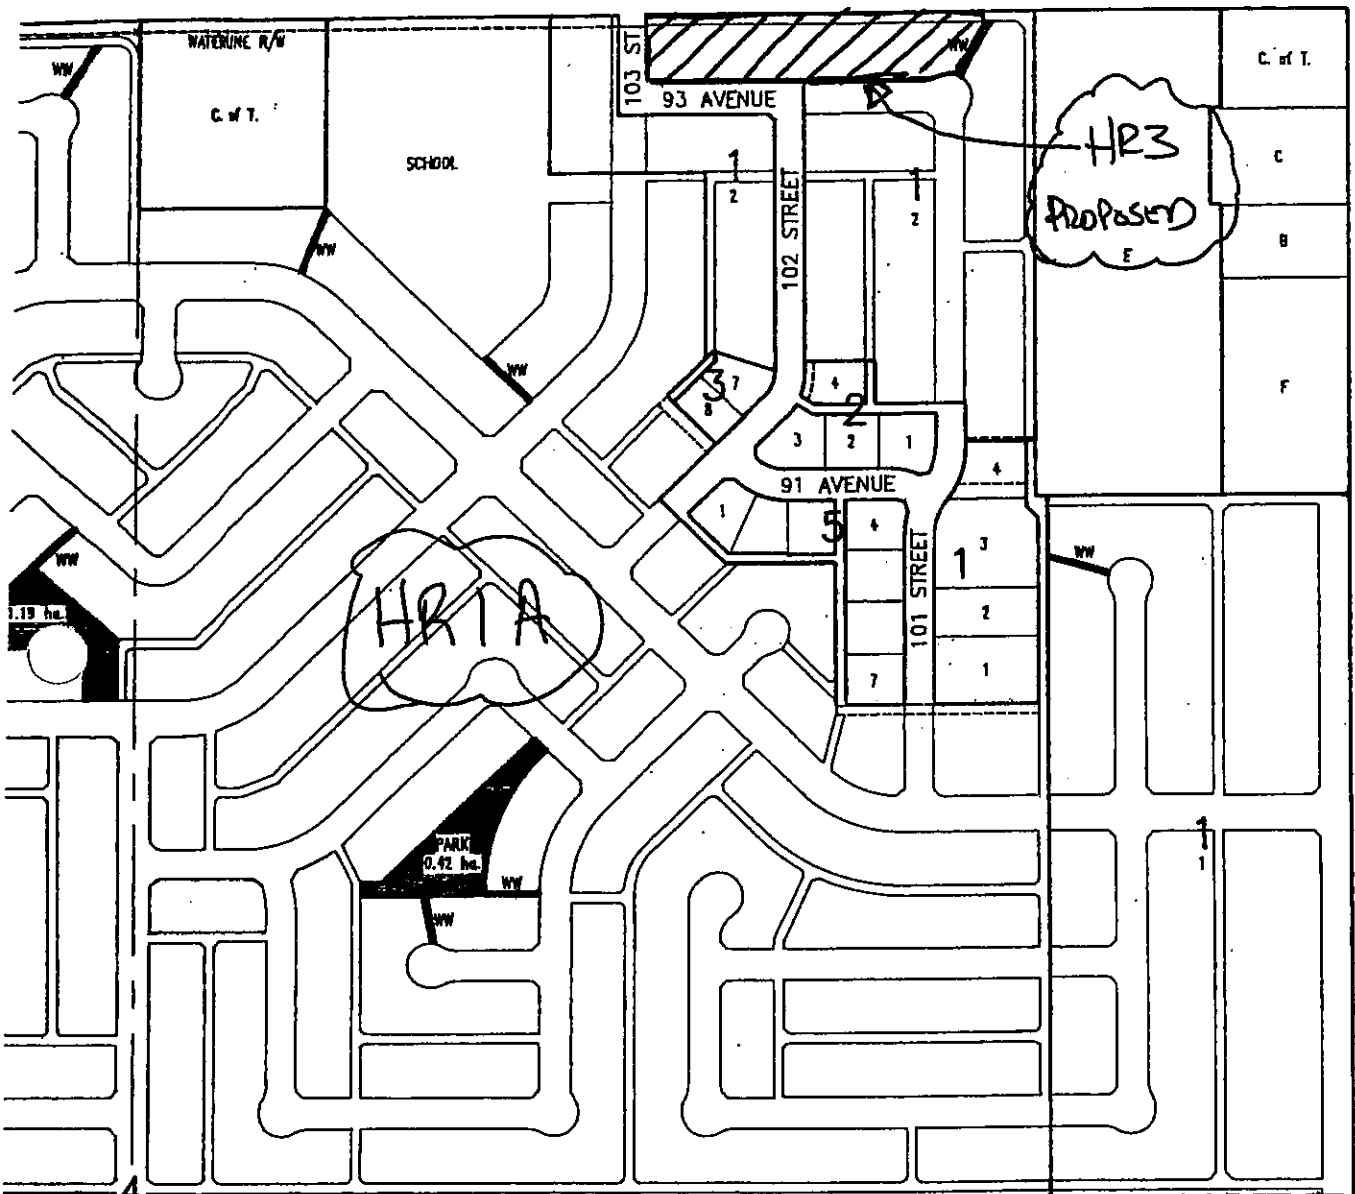 WATERLINE R/W
WW
C. of T.
WW
103 ST
93 AVENUE
C. of T.
SCHOOL
HR3
PROPOSED
E
C
B
F
1
2
1
2
102 STREET
WW
WW
7
3
8
4
2
3
2
1
91 AVENUE
4
1
5
4
3
1
2
1
7
101 STREET
WW
WW
1.19 ha.
HR1A
PARK
0.42 ha.
WW
WW
1
1
4